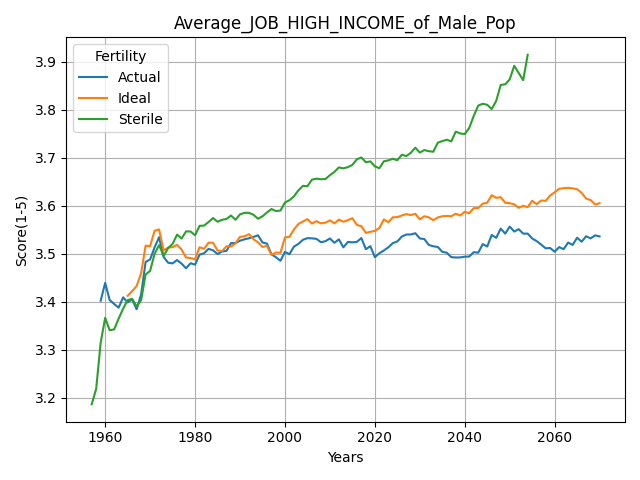 Average_JOB_HIGH_INCOME_of_Male_Pop
Fertility
Actual
Ideal
Sterile
Score(1-5)
3.9
3.8
3.7
3.6
3.5
3.4
3.3
3.2
1960 1980 2000 2020 2040 2060
Years